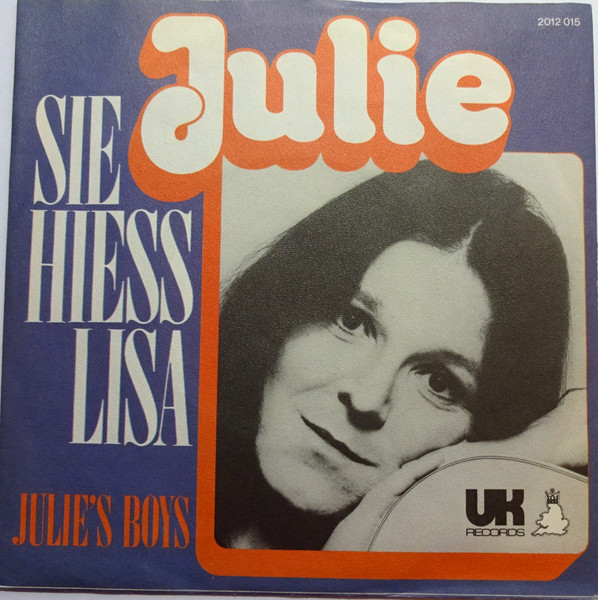 2012 015
Julie
SIE
HIESS
LISA
JULIE'S BOYS
UK
RECORDS